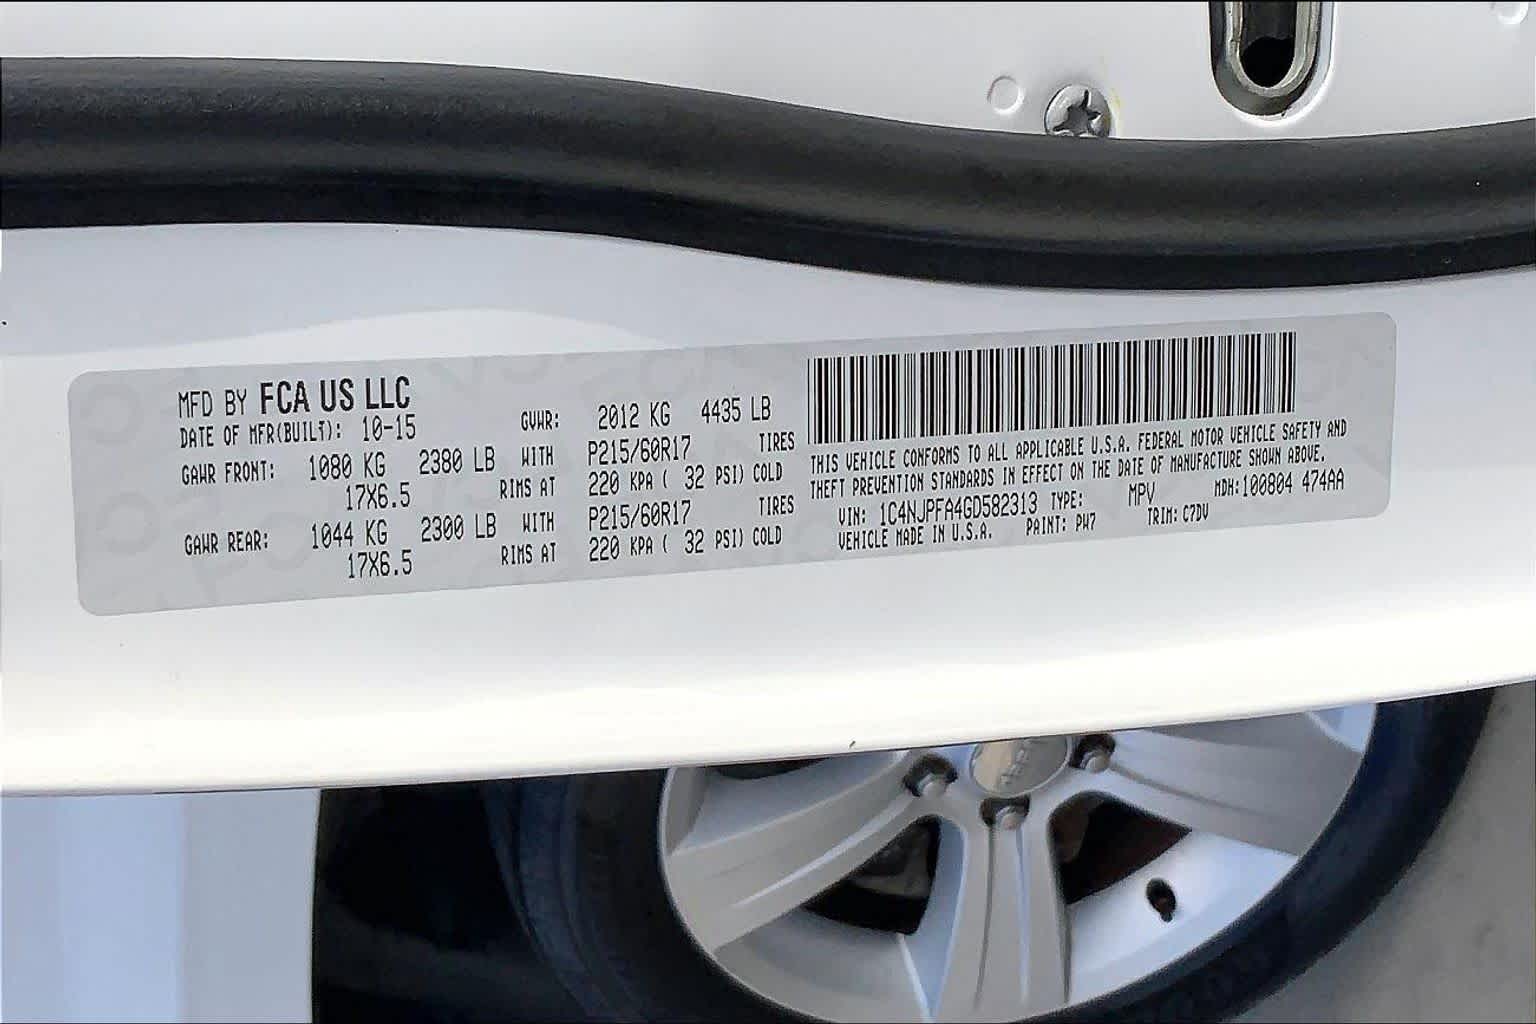 MFD BY FCA US LLC
DATE OF MFR(BUILT): 10-15 GVWR: 2012 KG 4435 LB
GAWR FRONT: 1080 KG 2380 LB WITH P215/60R17 TIRES
17X6.5 RIMS AT 220 KPA ( 32 PSI) COLD
GAWR REAR: 1044 KG 2300 LB WITH P215/60R17 TIRES
17X6.5 RIMS AT 220 KPA ( 32 PSI) COLD
THIS VEHICLE CONFORMS TO ALL APPLICABLE U.S.A. FEDERAL MOTOR VEHICLE SAFETY AND
THEFT PREVENTION STANDARDS IN EFFECT ON THE DATE OF MANUFACTURE SHOWN ABOVE.
VIN: 1C4NJPFA4GD582313 TYPE: MPV MDH:100804 474AA
VEHICLE MADE IN U.S.A. PAINT: PW7 TRIM: C7DV